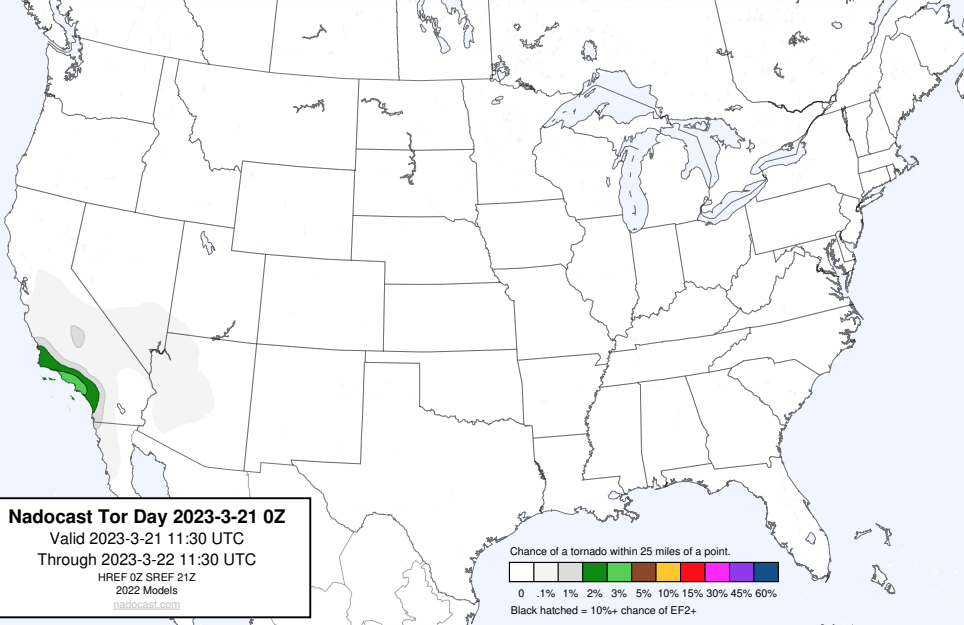 Nadocast Tor Day 2023-3-21 0Z
Valid 2023-3-21 11:30 UTC
Through 2023-3-22 11:30 UTC
HREF 0Z SREF 21Z
2022 Models
nadocast.com
Chance of a tornado within 25 miles of a point.
0 .1% 1% 2% 3% 5% 10% 15% 30% 45% 60%
Black hatched = 10%+ chance of EF2+